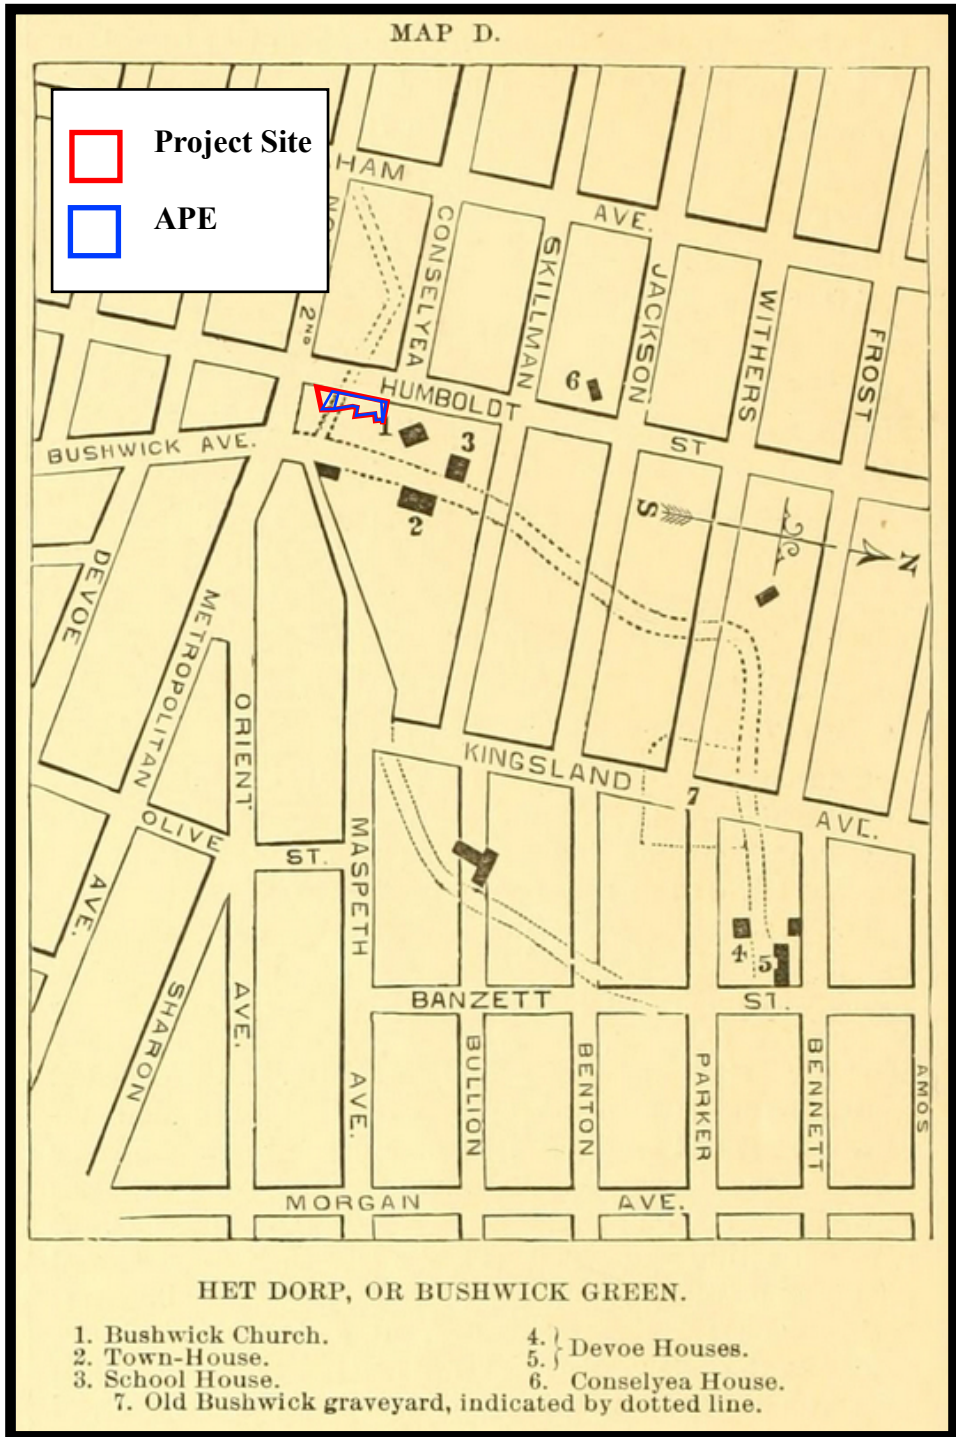 MAP D.
Project Site
APE
HAM
AVE.
CONSELYEA
SKILLMAN
JACKSON
WITHERS
FROST
2ND
HUMBOLDT
ST
6
1
3
2
BUSHWICK AVE.
S
N
DEVOE
METROPOLITAN
ORIENT
KINGSLAND
7
AVE.
OLIVE
ST.
MASPETH
AVE.
4
5
SHARON
AVE.
BANZETT
ST.
AVE.
BULLION
BENTON
PARKER
BENNETT
AMOS
MORGAN
AVE.
HET DORP, OR BUSHWICK GREEN.
1. Bushwick Church.
2. Town-House.
3. School House.
4.
5. } Devoe Houses.
6. Conselyea House.
7. Old Bushwick graveyard, indicated by dotted line.